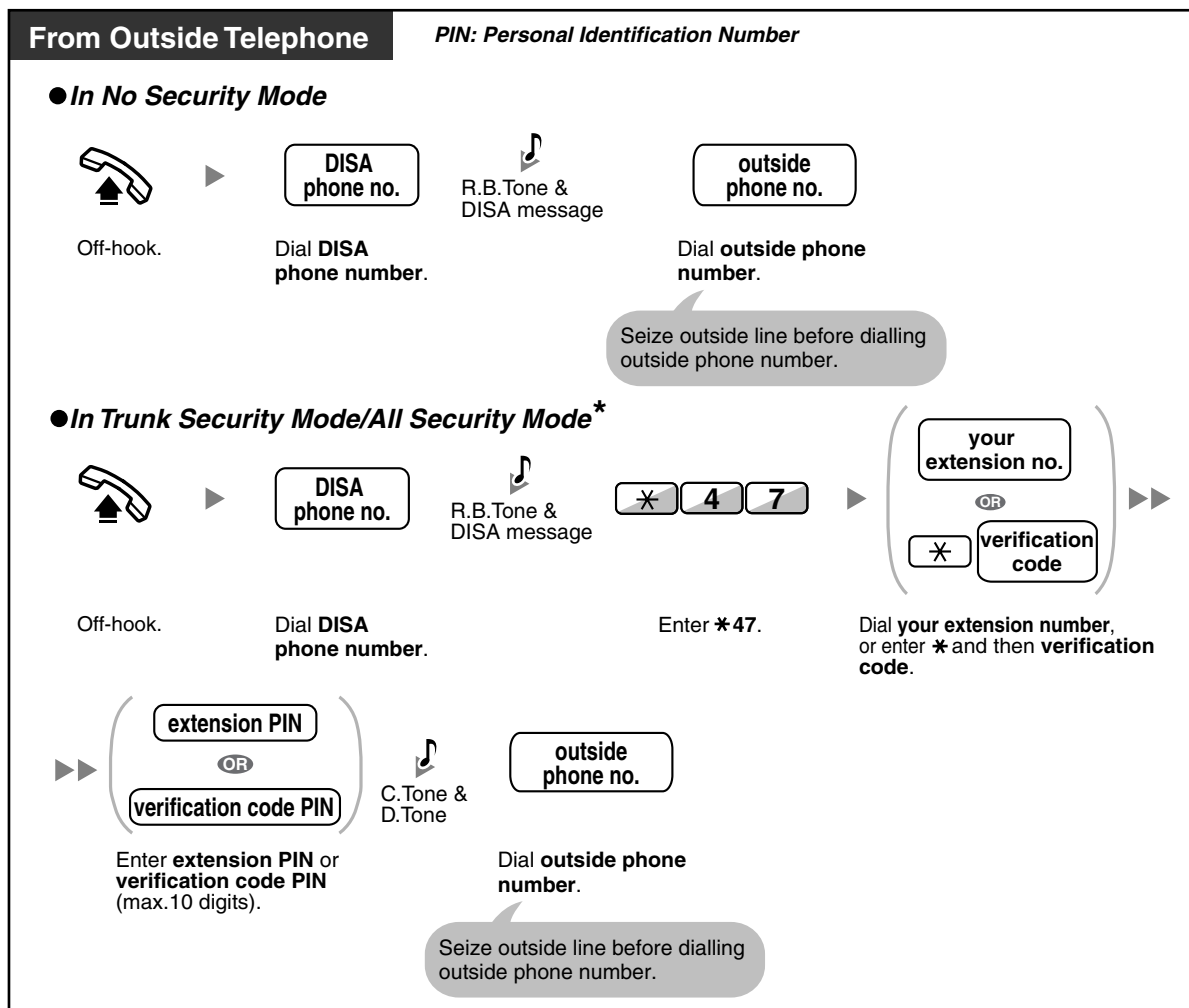 From Outside Telephone
PIN: Personal Identification Number
●In No Security Mode
DISA
phone no.
R.B.Tone &
DISA message
outside
phone no.
Off-hook.
Dial DISA
phone number.
Dial outside phone
number.
Seize outside line before dialling
outside phone number.
●In Trunk Security Mode/All Security Mode*
DISA
phone no.
R.B.Tone &
DISA message
* 4 7
your
extension no.
OR
* verification
code
Off-hook.
Dial DISA
phone number.
Enter *47.
Dial your extension number,
or enter * and then verification
code.
extension PIN
OR
verification code PIN
C.Tone &
D.Tone
outside
phone no.
Enter extension PIN or
verification code PIN
(max.10 digits).
Dial outside phone
number.
Seize outside line before dialling
outside phone number.